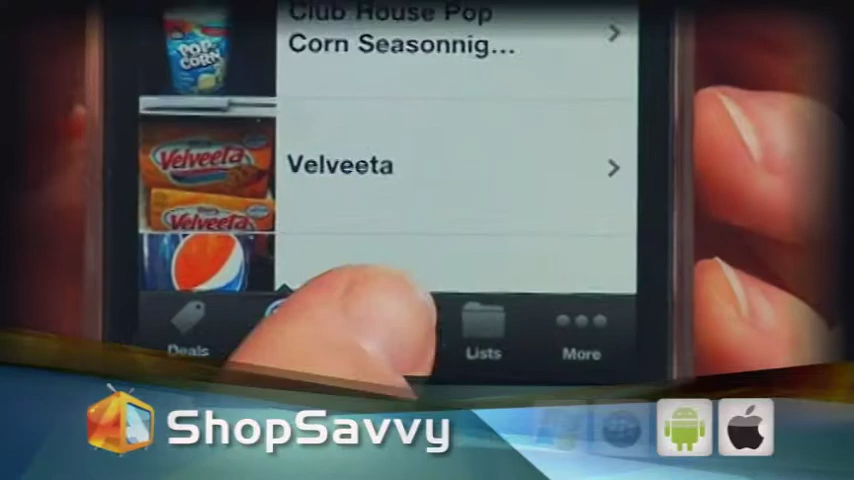 Club House Pop
Corn Seasonnig...
POP
CORN
Velveeta
Velveeta
Velveeta
Deals
Lists
More
ShopSavvy